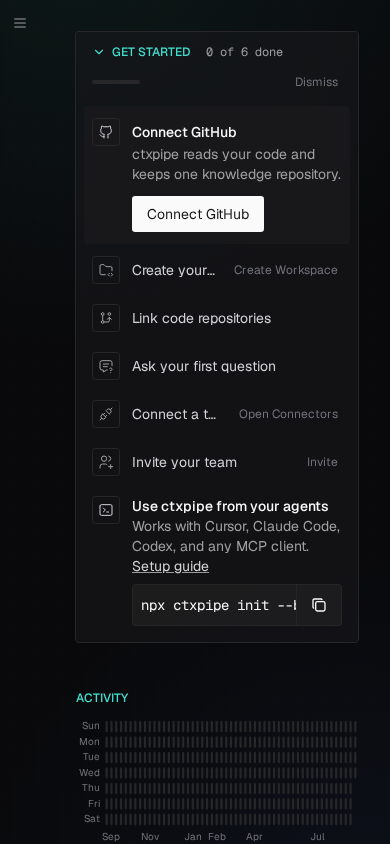 GET STARTED 0 of 6 done
Dismiss
Connect GitHub
ctxpipe reads your code and
keeps one knowledge repository.
Connect GitHub
Create your... Create Workspace
Link code repositories
Ask your first question
Connect a t... Open Connectors
Invite your team Invite
Use ctxpipe from your agents
Works with Cursor, Claude Code,
Codex, and any MCP client.
Setup guide
npx ctxpipe init --
ACTIVITY
Sun
Mon
Tue
Wed
Thu
Fri
Sat
Sep Nov Jan Feb Apr Jul